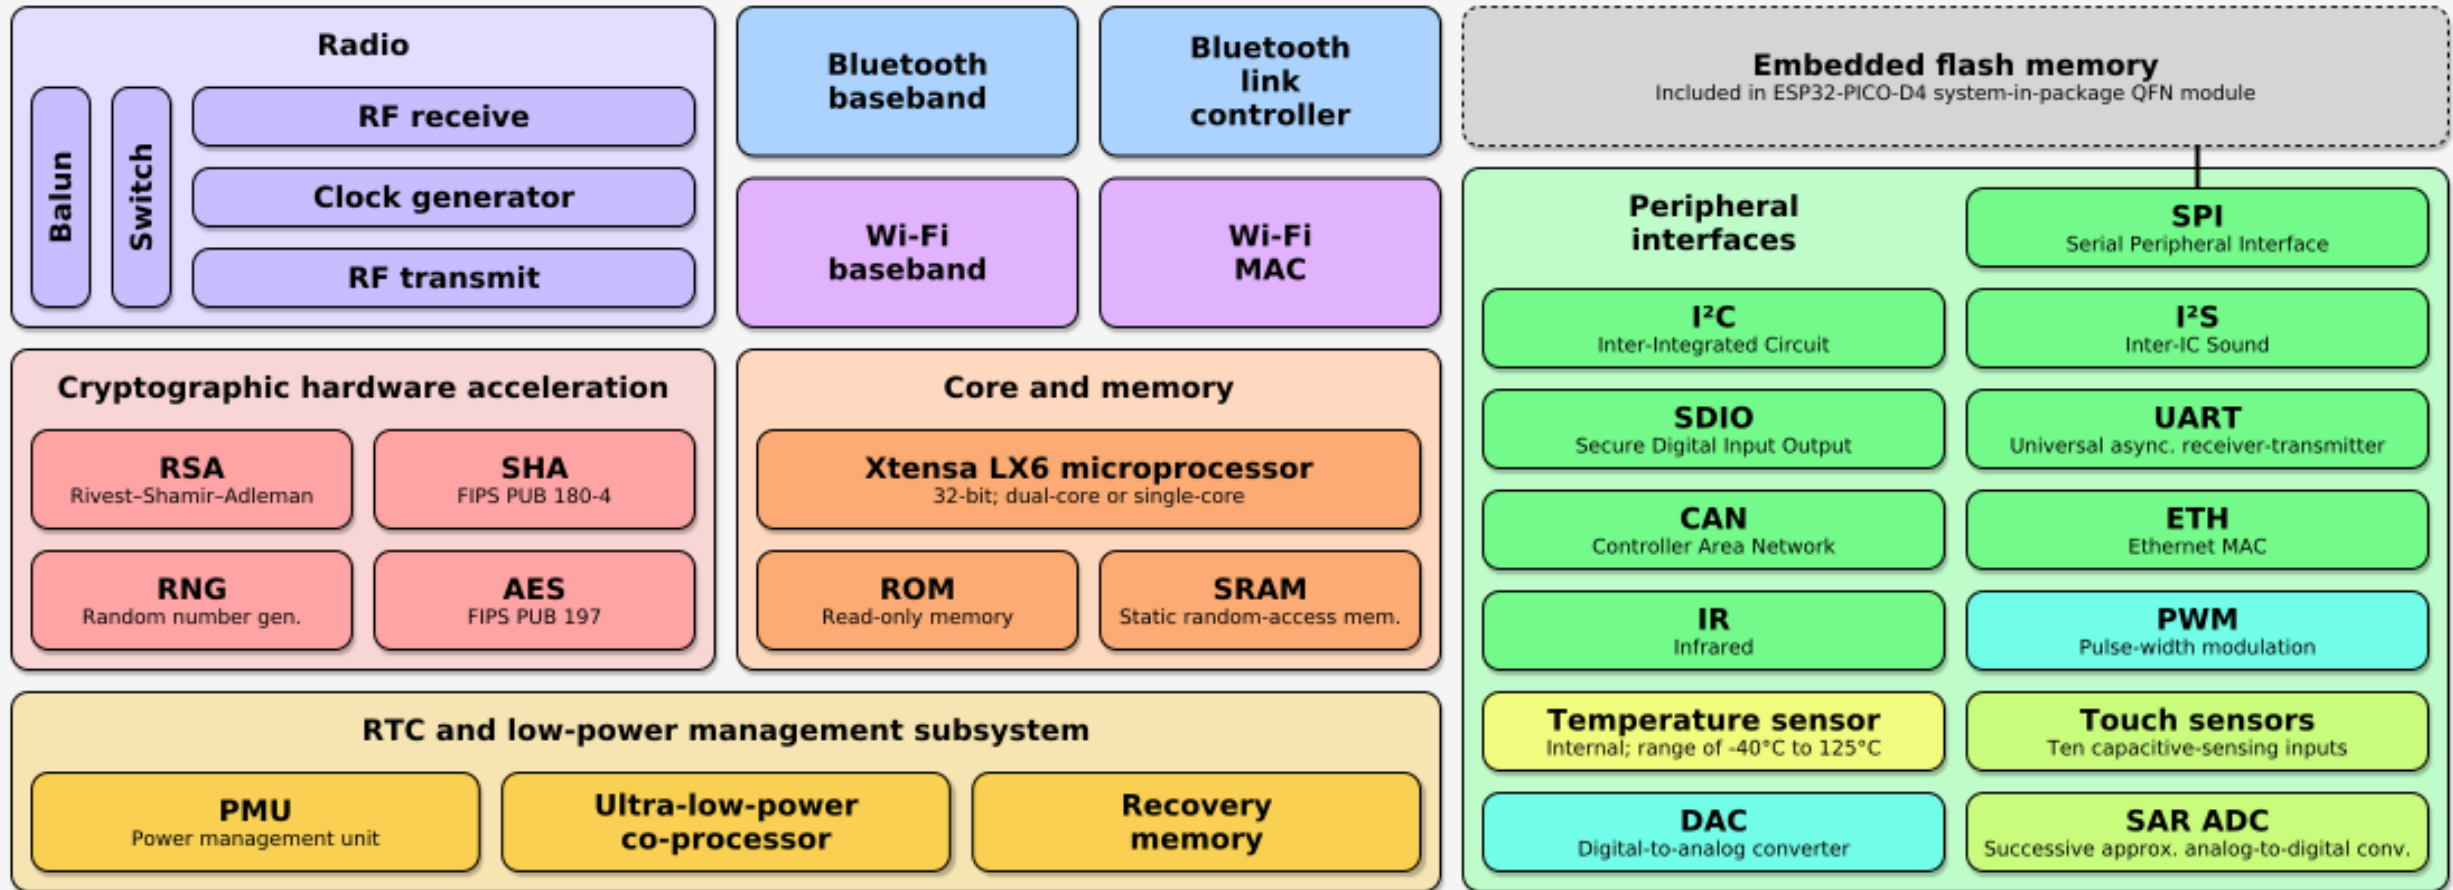 Radio
Balun
Switch
RF receive
Clock generator
RF transmit
Bluetooth
baseband
Bluetooth
link
controller
Wi-Fi
baseband
Wi-Fi
MAC
Embedded flash memory
Included in ESP32-PICO-D4 system-in-package QFN module
Cryptographic hardware acceleration
RSA
Rivest–Shamir–Adleman
SHA
FIPS PUB 180-4
RNG
Random number gen.
AES
FIPS PUB 197
Core and memory
Xtensa LX6 microprocessor
32-bit; dual-core or single-core
ROM
Read-only memory
SRAM
Static random-access mem.
RTC and low-power management subsystem
PMU
Power management unit
Ultra-low-power
co-processor
Recovery
memory
Peripheral
interfaces
SPI
Serial Peripheral Interface
I²C
Inter-Integrated Circuit
I²S
Inter-IC Sound
SDIO
Secure Digital Input Output
UART
Universal async. receiver-transmitter
CAN
Controller Area Network
ETH
Ethernet MAC
IR
Infrared
PWM
Pulse-width modulation
Temperature sensor
Internal; range of -40°C to 125°C
Touch sensors
Ten capacitive-sensing inputs
DAC
Digital-to-analog converter
SAR ADC
Successive approx. analog-to-digital conv.